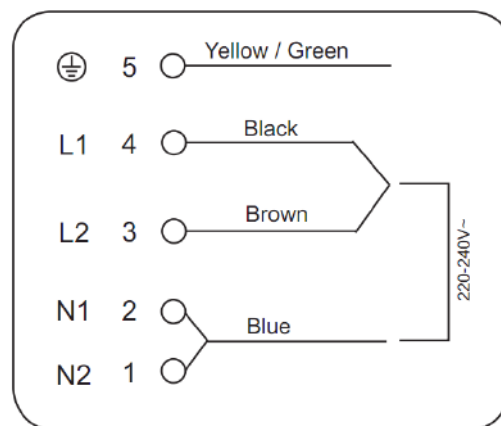 5 Yellow / Green
L1 4 Black
L2 3 Brown
220-240V~
N1 2
Blue
N2 1